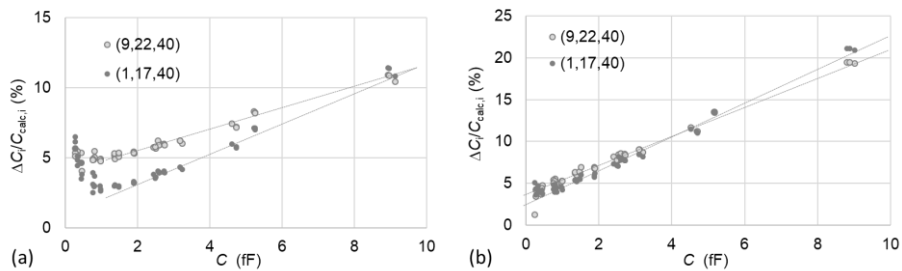 15
10
5
0
ΔCᵢ/C_calc,i (%)
(9,22,40)
(1,17,40)
0 2 4 6 8 10
(a) C (fF)
25
20
15
10
5
0
ΔCᵢ/C_calc,i (%)
(9,22,40)
(1,17,40)
0 2 4 6 8 10
(b) C (fF)